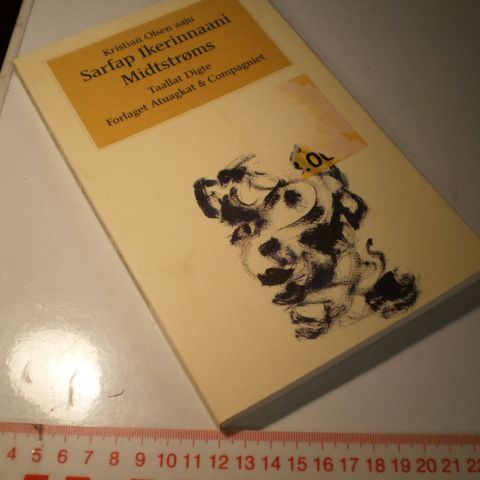 Kristian Olsen aaju
Sarfap Ikerinnaani
Midtstrøms
Taallat Digte
Forlaget Atuagkat & Compagniet
.00
4 5 6 7 8 9 10 11 12 13 14 15 16 17 18 19 20 21 22